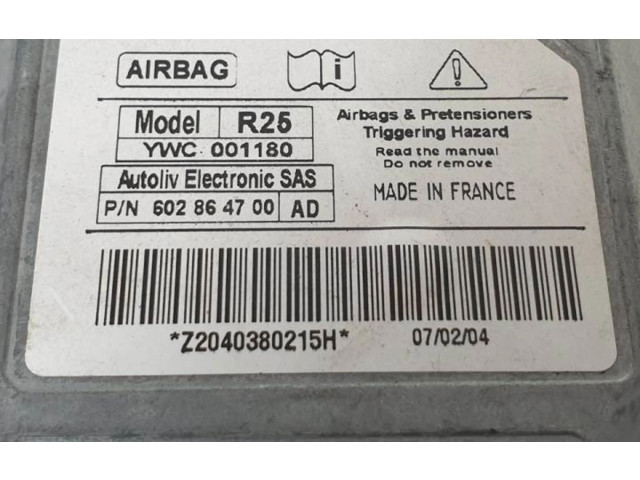 AIRBAG i !
Model R25
YWC 001180
Autoliv Electronic SAS
P/N 602 86 47 00 AD
Airbags & Pretensioners
Triggering Hazard
Read the manual
Do not remove
MADE IN FRANCE
*Z2040380215H* 07/02/04